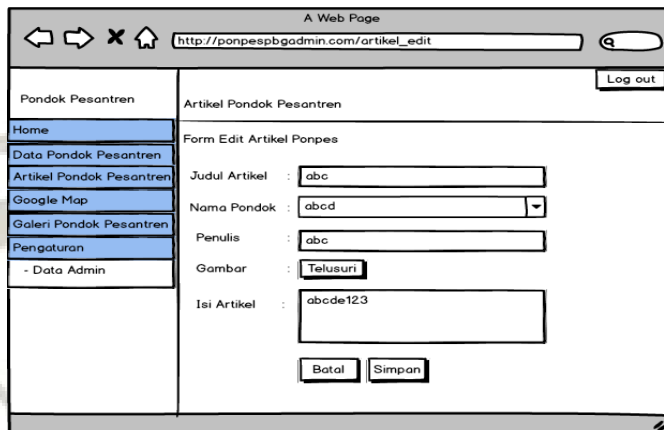 A Web Page
http://ponpespbgadmin.com/artikel_edit
Log out
Pondok Pesantren
Home
Data Pondok Pesantren
Artikel Pondok Pesantren
Google Map
Galeri Pondok Pesantren
Pengaturan
- Data Admin
Artikel Pondok Pesantren
Form Edit Artikel Ponpes
Judul Artikel : abc
Nama Pondok : abcd
Penulis : abc
Gambar : Telusuri
Isi Artikel : abcde123
Batal Simpan